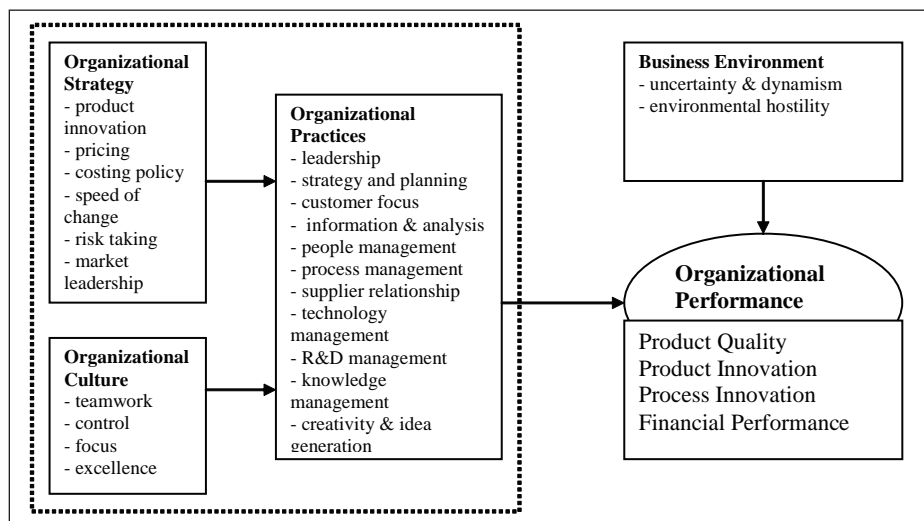 Organizational
Strategy
- product
innovation
- pricing
- costing policy
- speed of
change
- risk taking
- market
leadership
Organizational
Culture
- teamwork
- control
- focus
- excellence
Organizational
Practices
- leadership
- strategy and planning
- customer focus
- information & analysis
- people management
- process management
- supplier relationship
- technology
management
- R&D management
- knowledge
management
- creativity & idea
generation
Business Environment
- uncertainty & dynamism
- environmental hostility
Organizational
Performance
Product Quality
Product Innovation
Process Innovation
Financial Performance